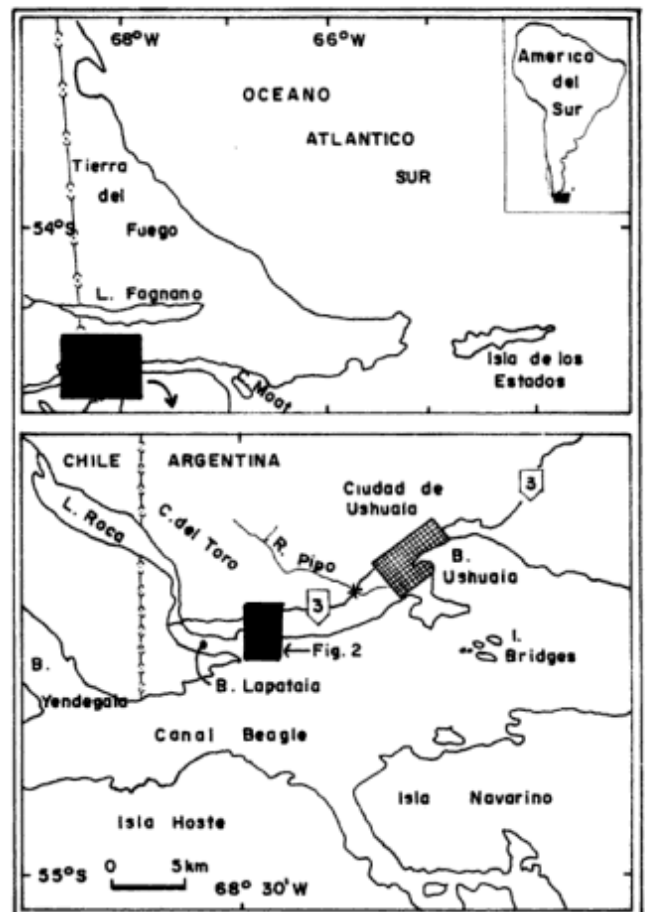 68°W
66°W
America
del
Sur
OCEANO
ATLANTICO
SUR
Tierra
del
Fuego
54°S
L. Fagnano
C. Moat
Isla de los
Estados
CHILE
ARGENTINA
3
Ciudad de
Ushuaia
L. Roca
C. del Toro
R. Pipo
B.
Ushuaia
3
I.
Bridges
Fig. 2
B.
Yendegaia
B. Lapataia
Canal Beagle
Isla Navarino
Isla Hoste
0 5km
55°S
68° 30'W